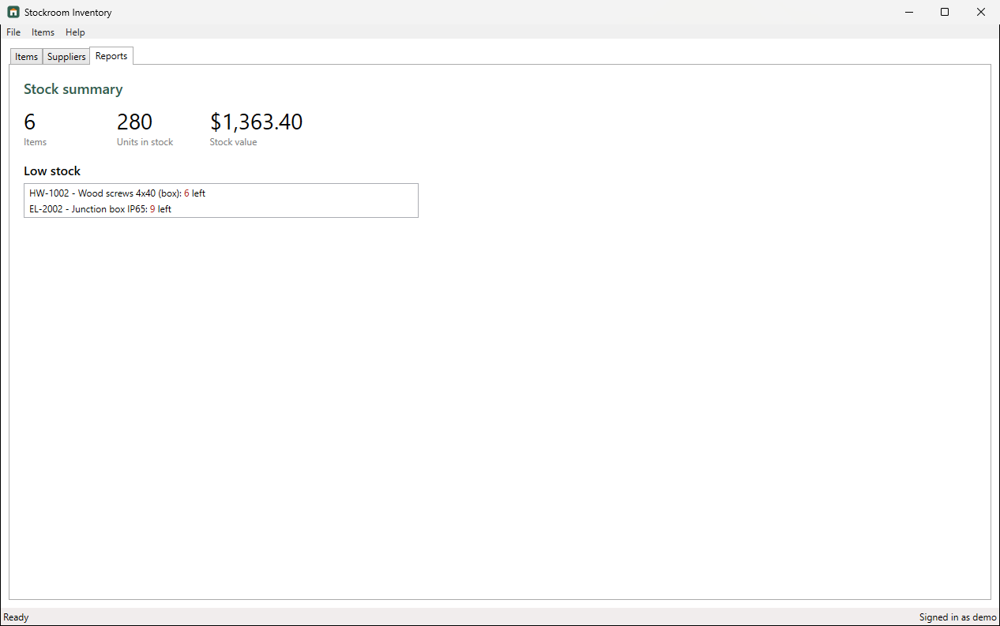 Stockroom Inventory
File Items Help
Items Suppliers Reports
Stock summary
6 280 $1,363.40
Items Units in stock Stock value
Low stock
HW-1002 - Wood screws 4x40 (box): 6 left
EL-2002 - Junction box IP65: 9 left
Ready Signed in as demo